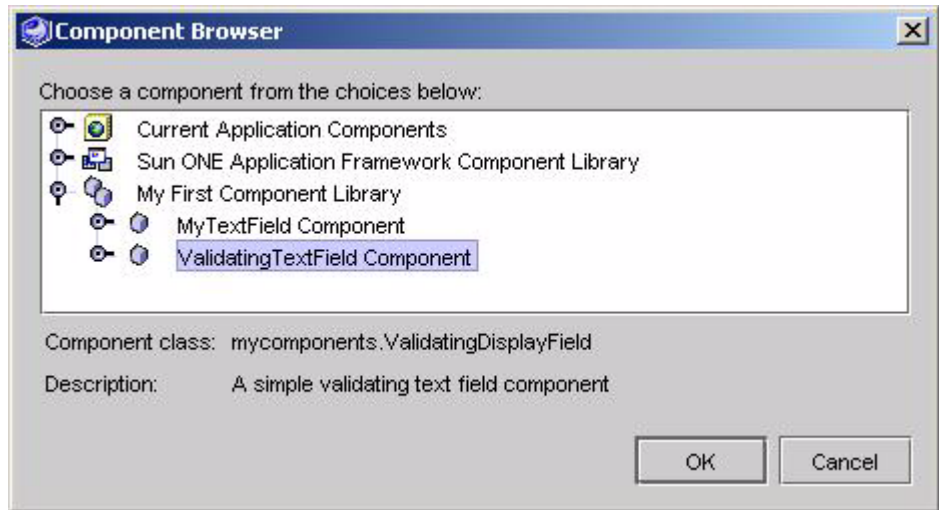 Component Browser
Choose a component from the choices below:
Current Application Components
Sun ONE Application Framework Component Library
My First Component Library
MyTextField Component
ValidatingTextField Component
Component class: mycomponents.ValidatingDisplayField
Description: A simple validating text field component
OK Cancel